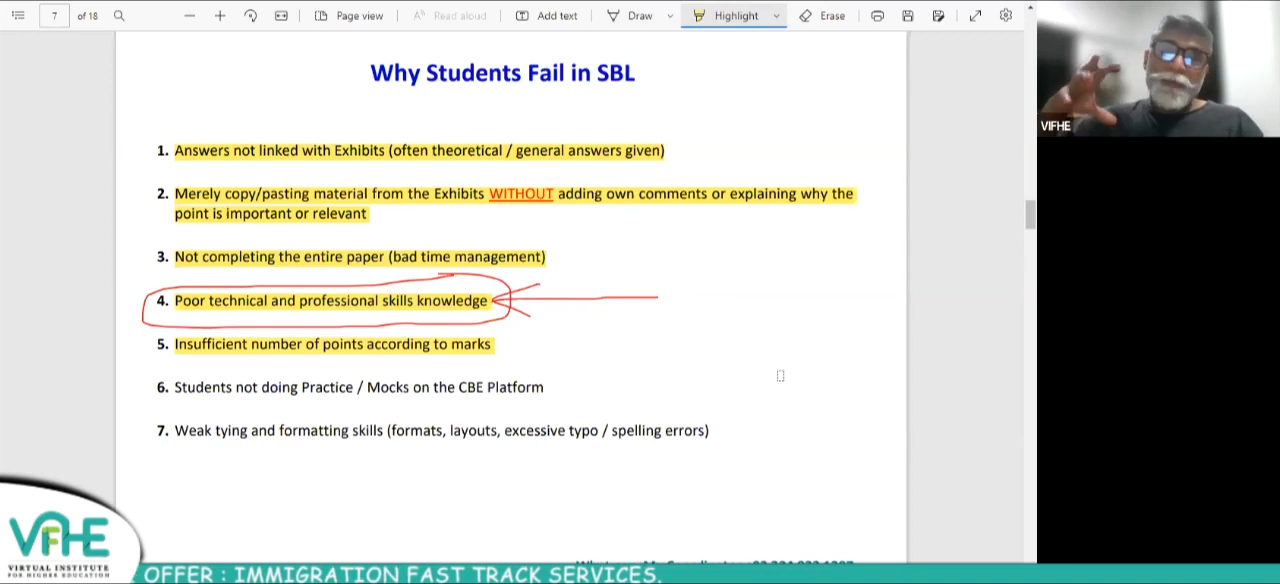 7 of 18 Page view Read aloud Add text Draw Highlight Erase
VIFHE
Why Students Fail in SBL
1. Answers not linked with Exhibits (often theoretical / general answers given)
2. Merely copy/pasting material from the Exhibits WITHOUT adding own comments or explaining why the
point is important or relevant
3. Not completing the entire paper (bad time management)
4. Poor technical and professional skills knowledge
5. Insufficient number of points according to marks
6. Students not doing Practice / Mocks on the CBE Platform
7. Weak tying and formatting skills (formats, layouts, excessive typo / spelling errors)
VIFHE
VIRTUAL INSTITUTE
FOR HIGHER EDUCATION
OFFER : IMMIGRATION FAST TRACK SERVICES.